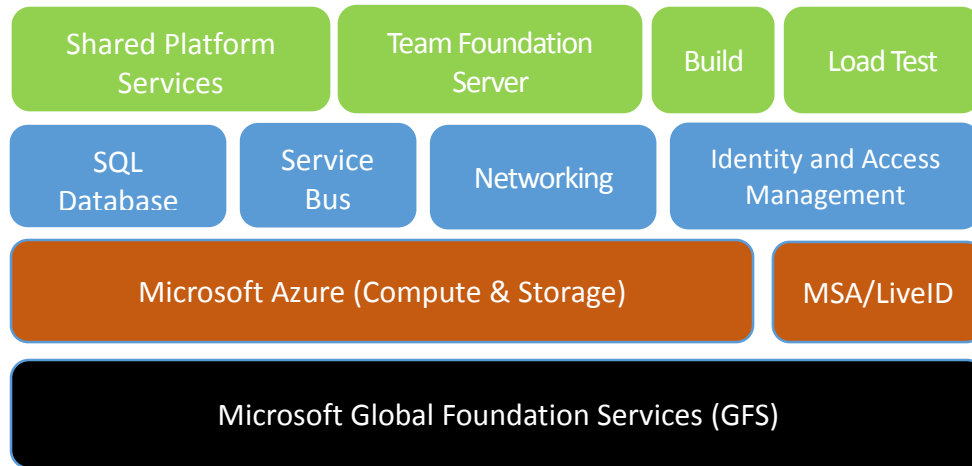 Shared Platform
Services
Team Foundation
Server
Build
Load Test
SQL
Database
Service
Bus
Networking
Identity and Access
Management
Microsoft Azure (Compute & Storage)
MSA/LiveID
Microsoft Global Foundation Services (GFS)